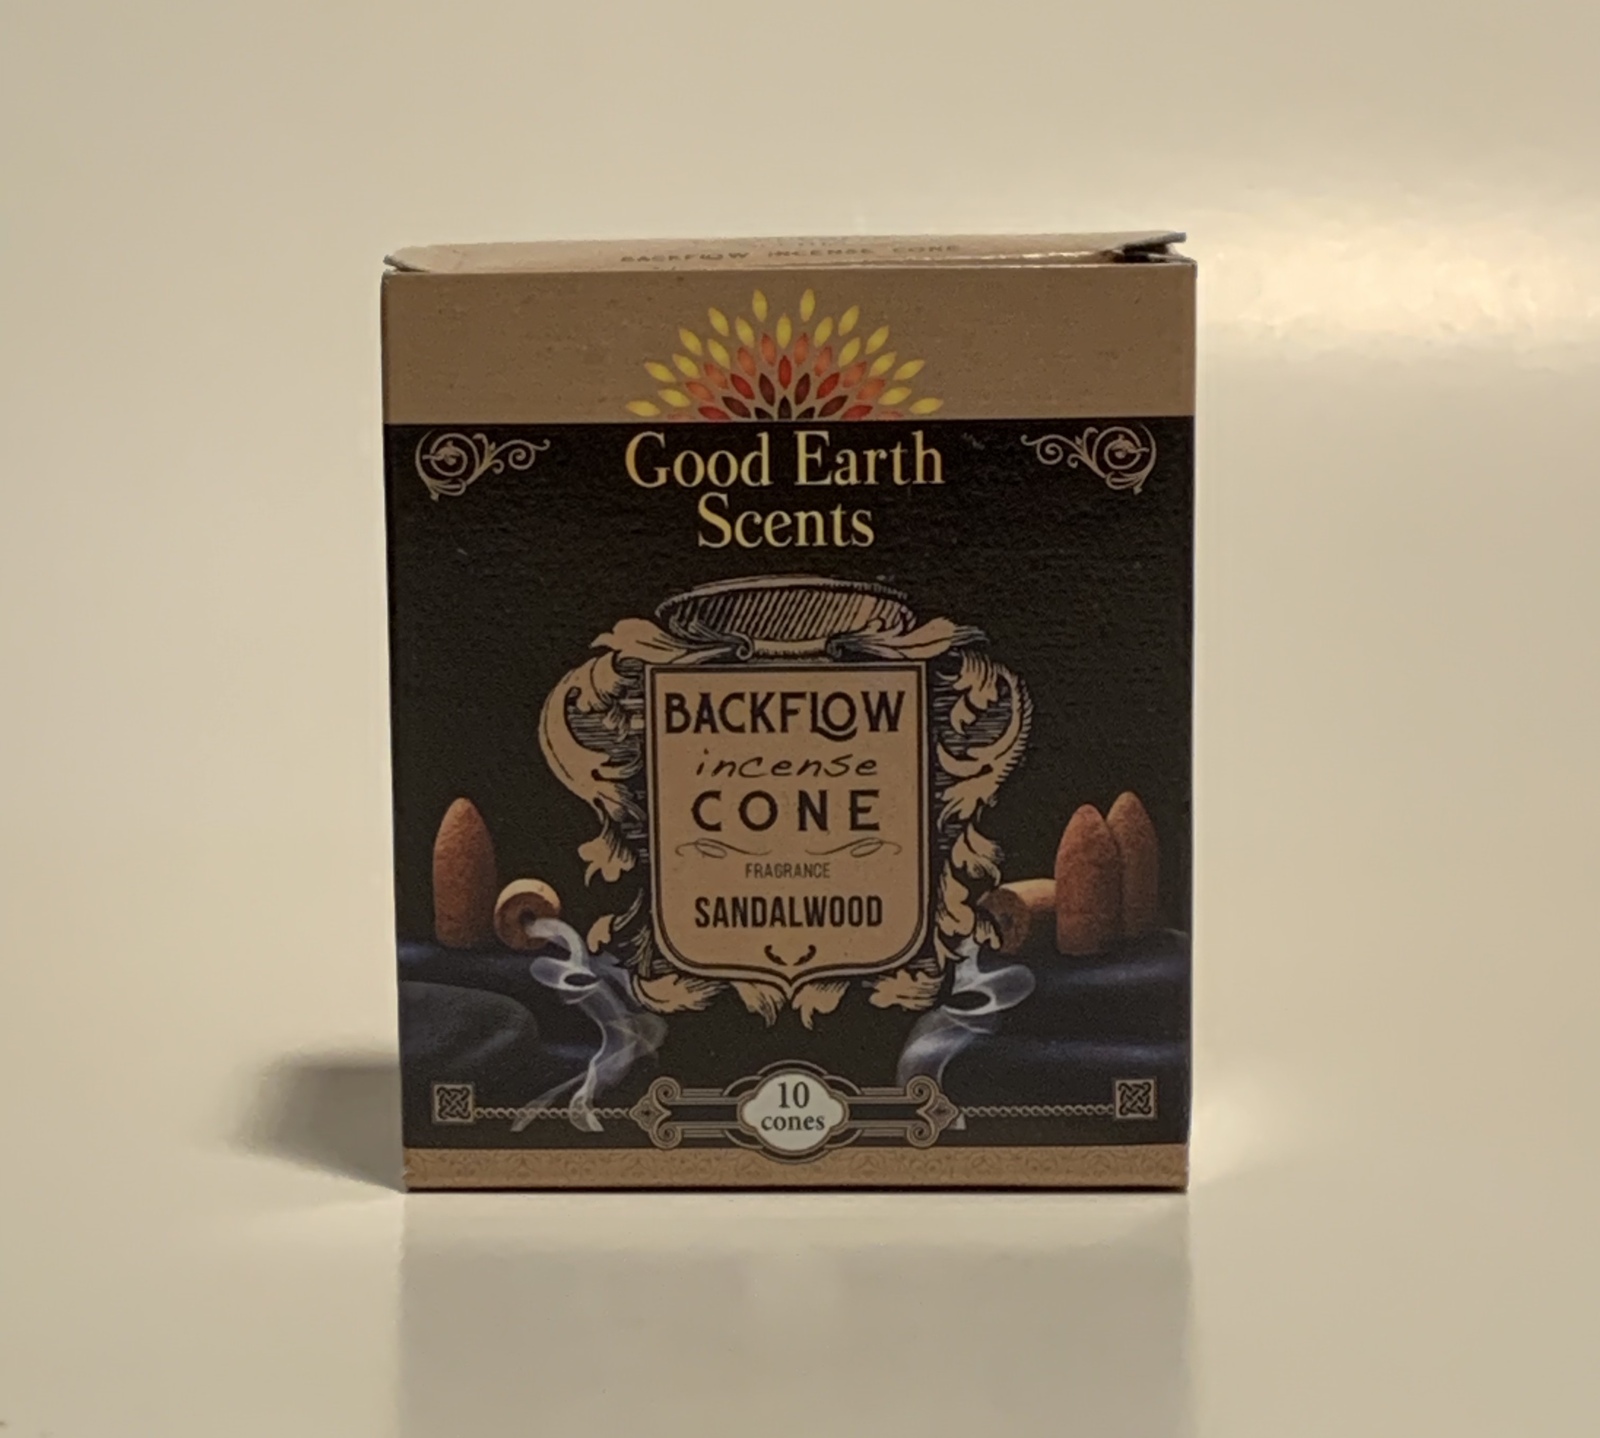 BACKFLOW INCENSE CONE
Good Earth
Scents
BACKFLOW
incense
CONE
FRAGRANCE
SANDALWOOD
10
cones